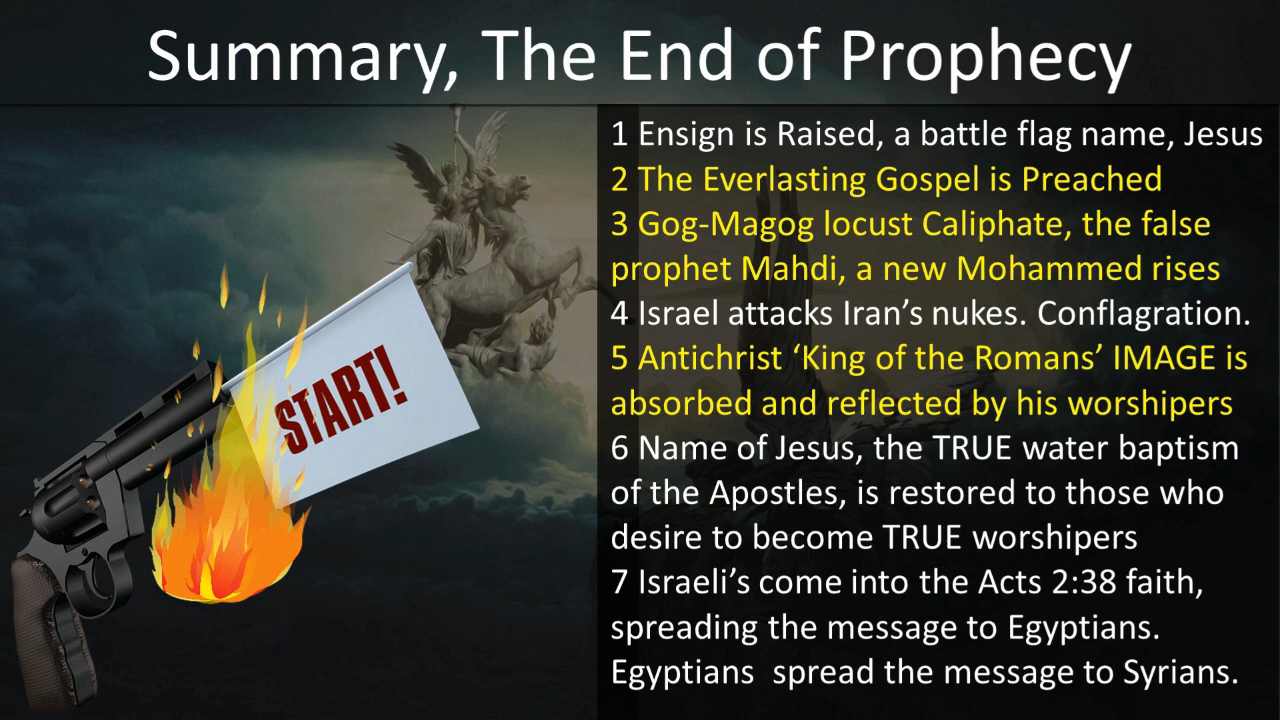 Summary, The End of Prophecy
START!
1 Ensign is Raised, a battle flag name, Jesus
2 The Everlasting Gospel is Preached
3 Gog-Magog locust Caliphate, the false
prophet Mahdi, a new Mohammed rises
4 Israel attacks Iran’s nukes. Conflagration.
5 Antichrist ‘King of the Romans’ IMAGE is
absorbed and reflected by his worshipers
6 Name of Jesus, the TRUE water baptism
of the Apostles, is restored to those who
desire to become TRUE worshipers
7 Israeli’s come into the Acts 2:38 faith,
spreading the message to Egyptians.
Egyptians  spread the message to Syrians.